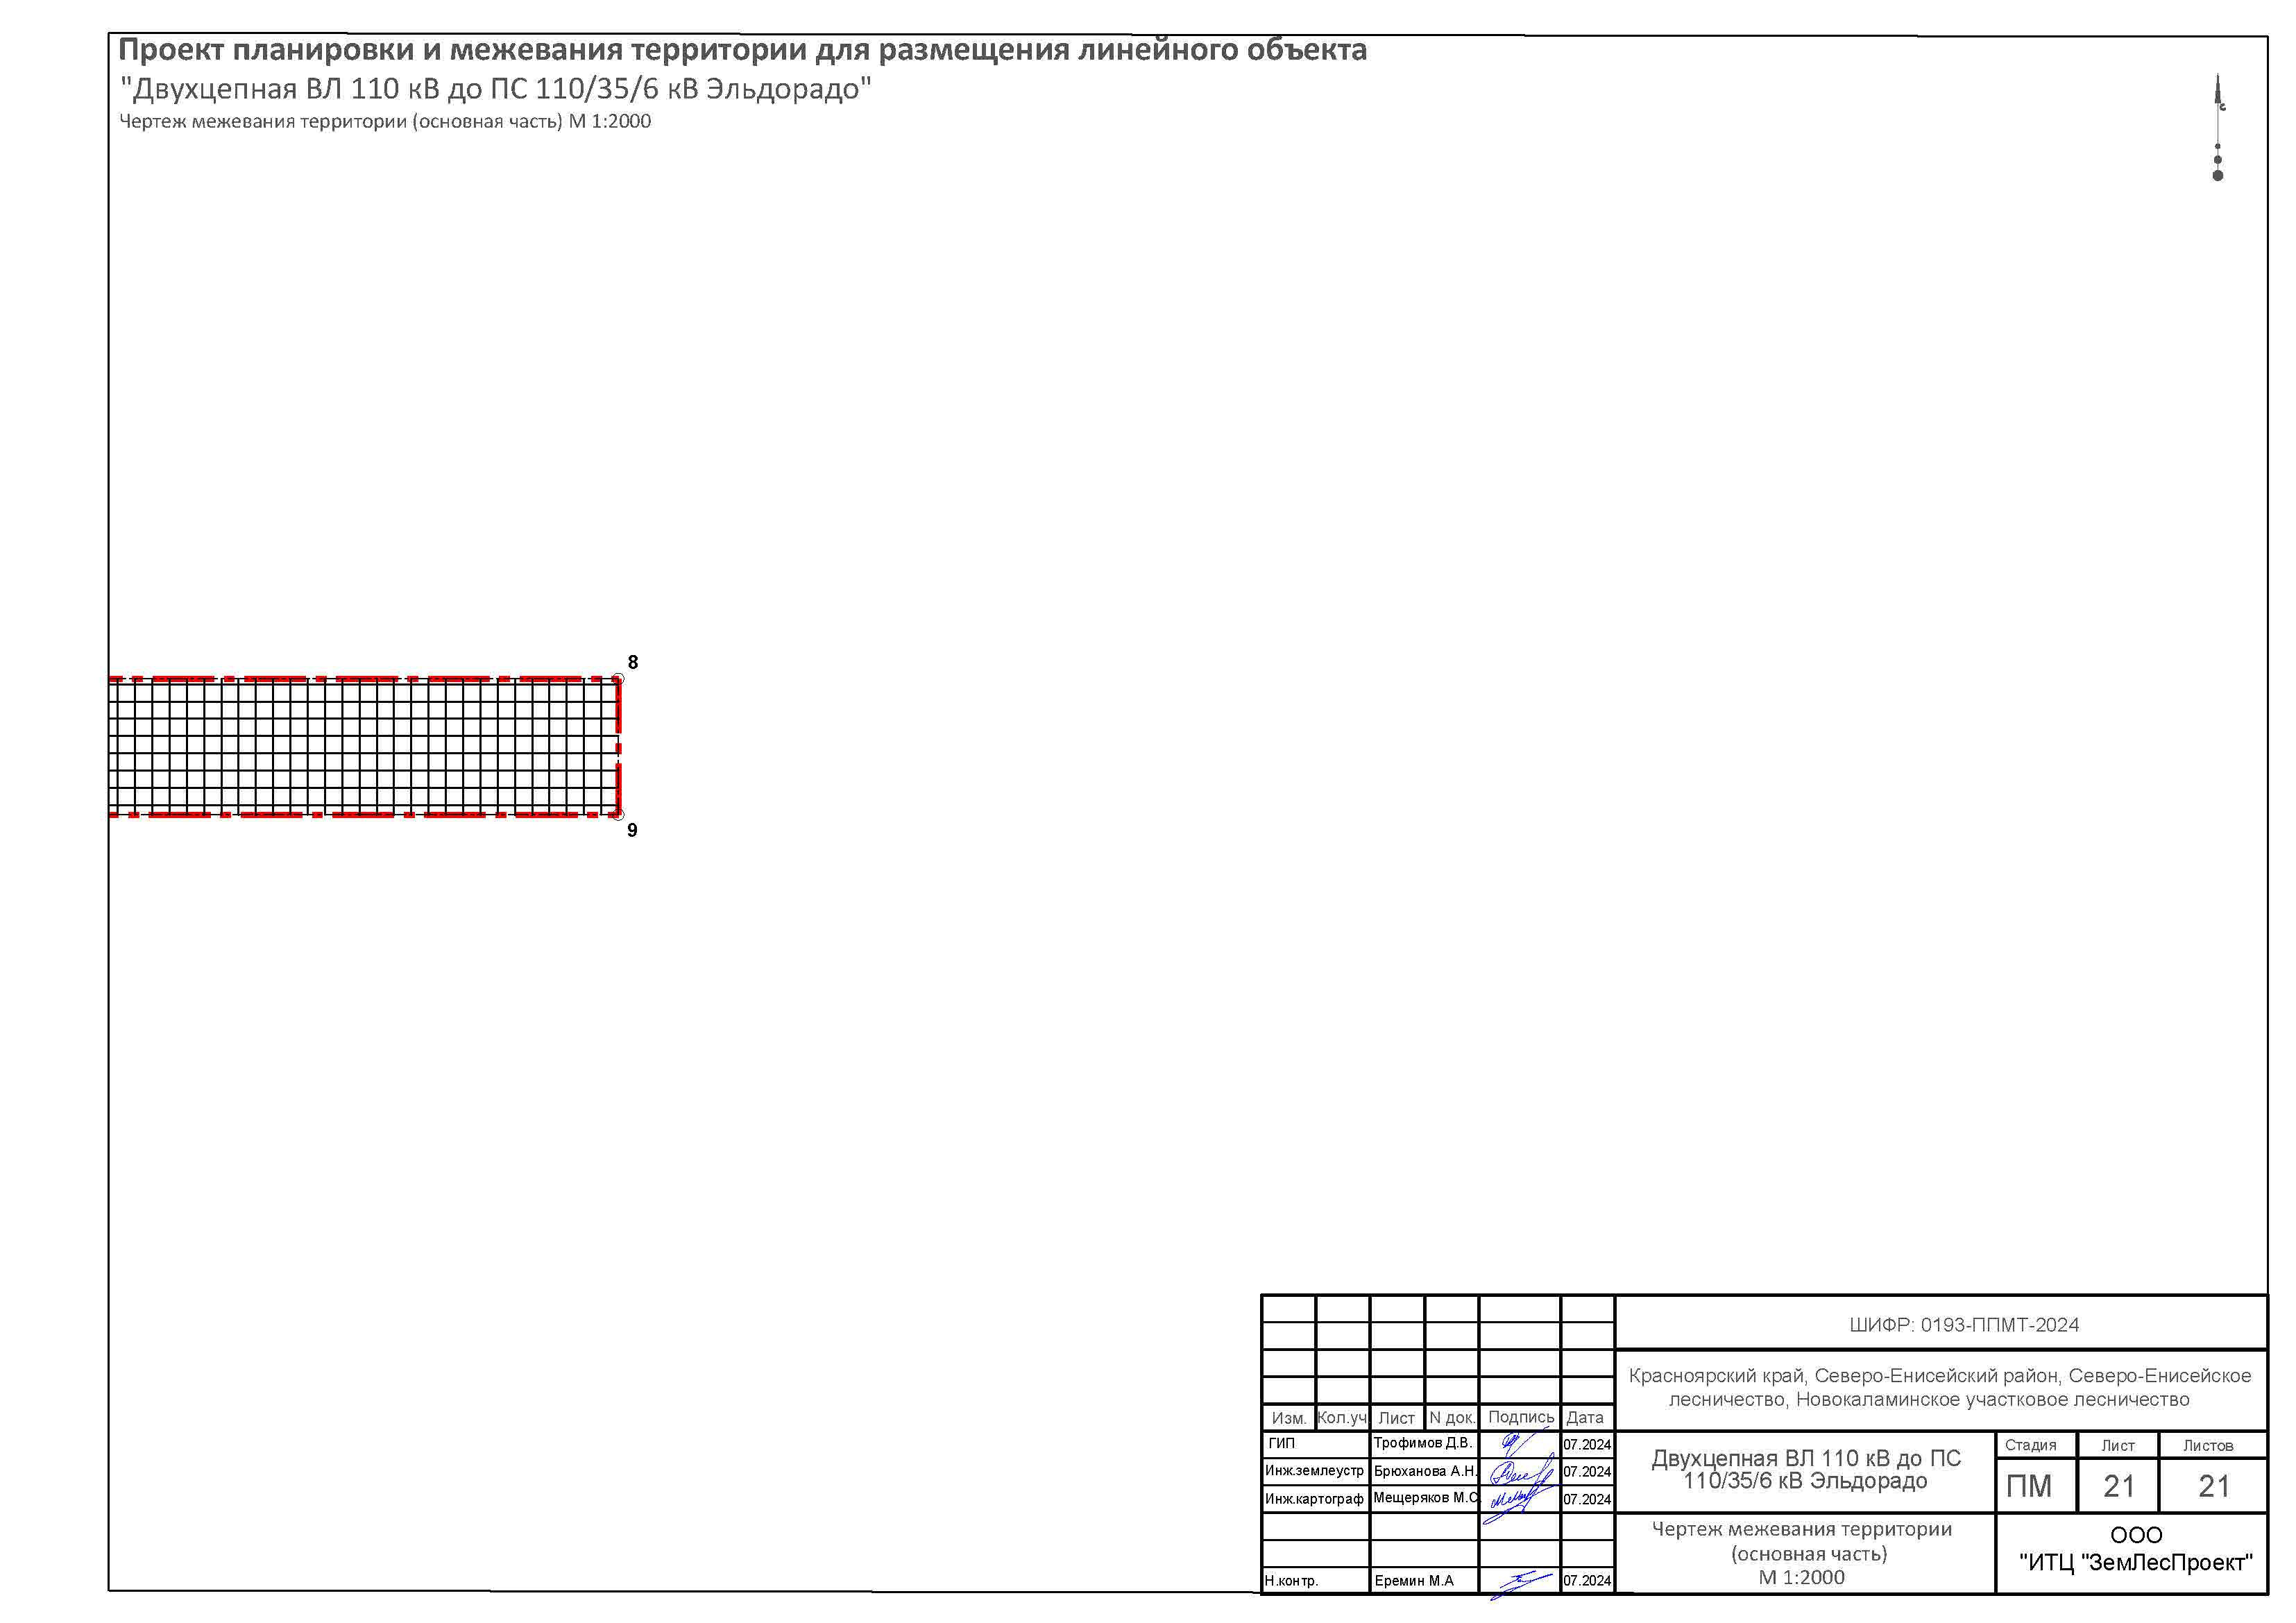 Проект планировки и межевания территории для размещения линейного объекта
"Двухцепная ВЛ 110 кВ до ПС 110/35/6 кВ Эльдорадо"
Чертеж межевания территории (основная часть) М 1:2000
с
8
9
ШИФР: 0193-ППМТ-2024
Красноярский край, Северо-Енисейский район, Северо-Енисейское
лесничество, Новокаламинское участковое лесничество
Изм. Кол.уч Лист N док. Подпись Дата
ГИП Трофимов Д.В. 07.2024
Инж.землеустр Брюханова А.Н. 07.2024
Инж.картограф Мещеряков М.С 07.2024
Н.контр. Еремин М.А 07.2024
Двухцепная ВЛ 110 кВ до ПС
110/35/6 кВ Эльдорадо
Стадия Лист Листов
ПМ 21 21
Чертеж межевания территории
(основная часть)
М 1:2000
ООО
"ИТЦ "ЗемЛесПроект"